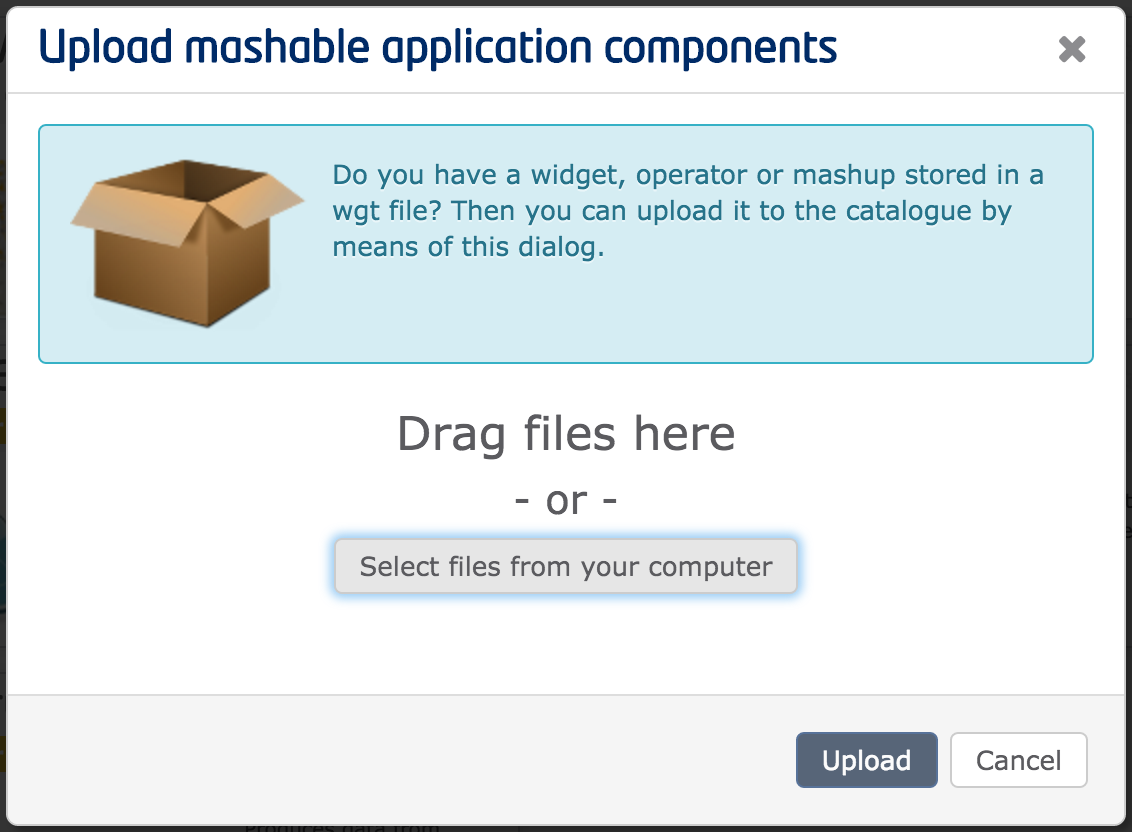 Upload mashable application components
Do you have a widget, operator or mashup stored in a
wgt file? Then you can upload it to the catalogue by
means of this dialog.
Drag files here
- or -
Select files from your computer
Upload Cancel